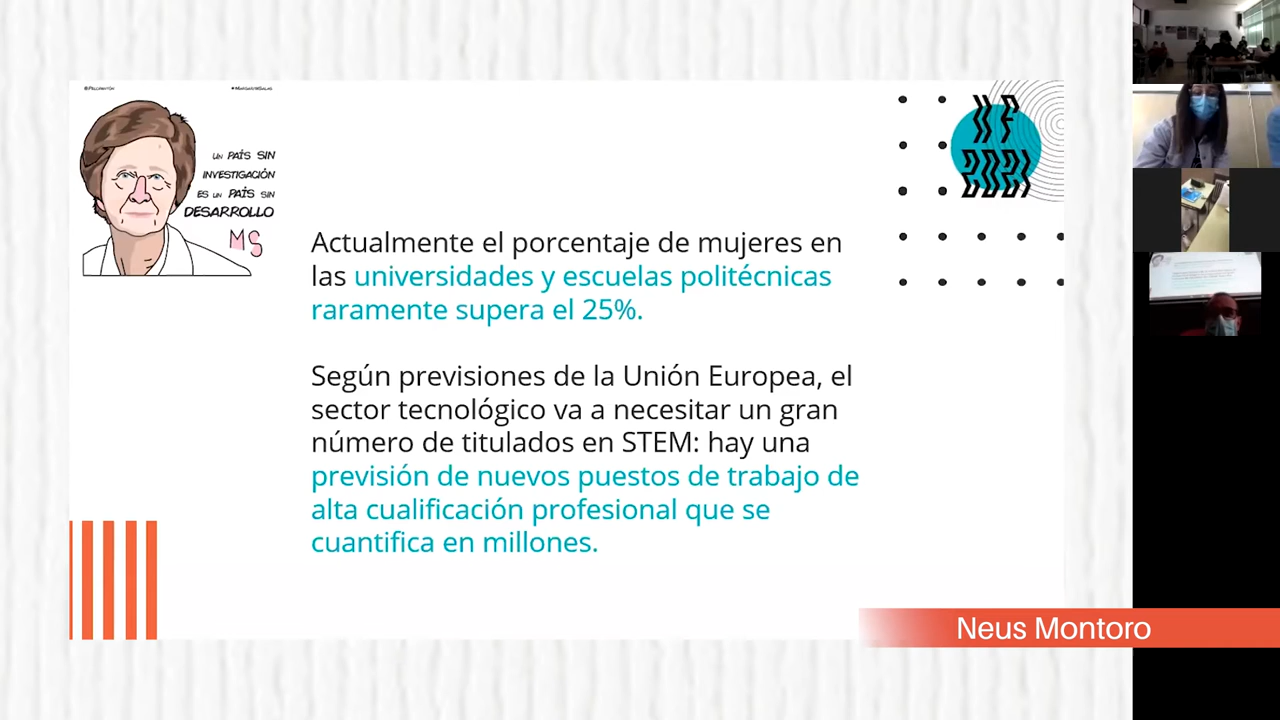 UN PAÍS SIN
INVESTIGACIÓN
ES UN PAÍS SIN
DESARROLLO
MS
2021
Actualmente el porcentaje de mujeres en
las universidades y escuelas politécnicas
raramente supera el 25%.
Según previsiones de la Unión Europea, el
sector tecnológico va a necesitar un gran
número de titulados en STEM: hay una
previsión de nuevos puestos de trabajo de
alta cualificación profesional que se
cuantifica en millones.
Neus Montoro